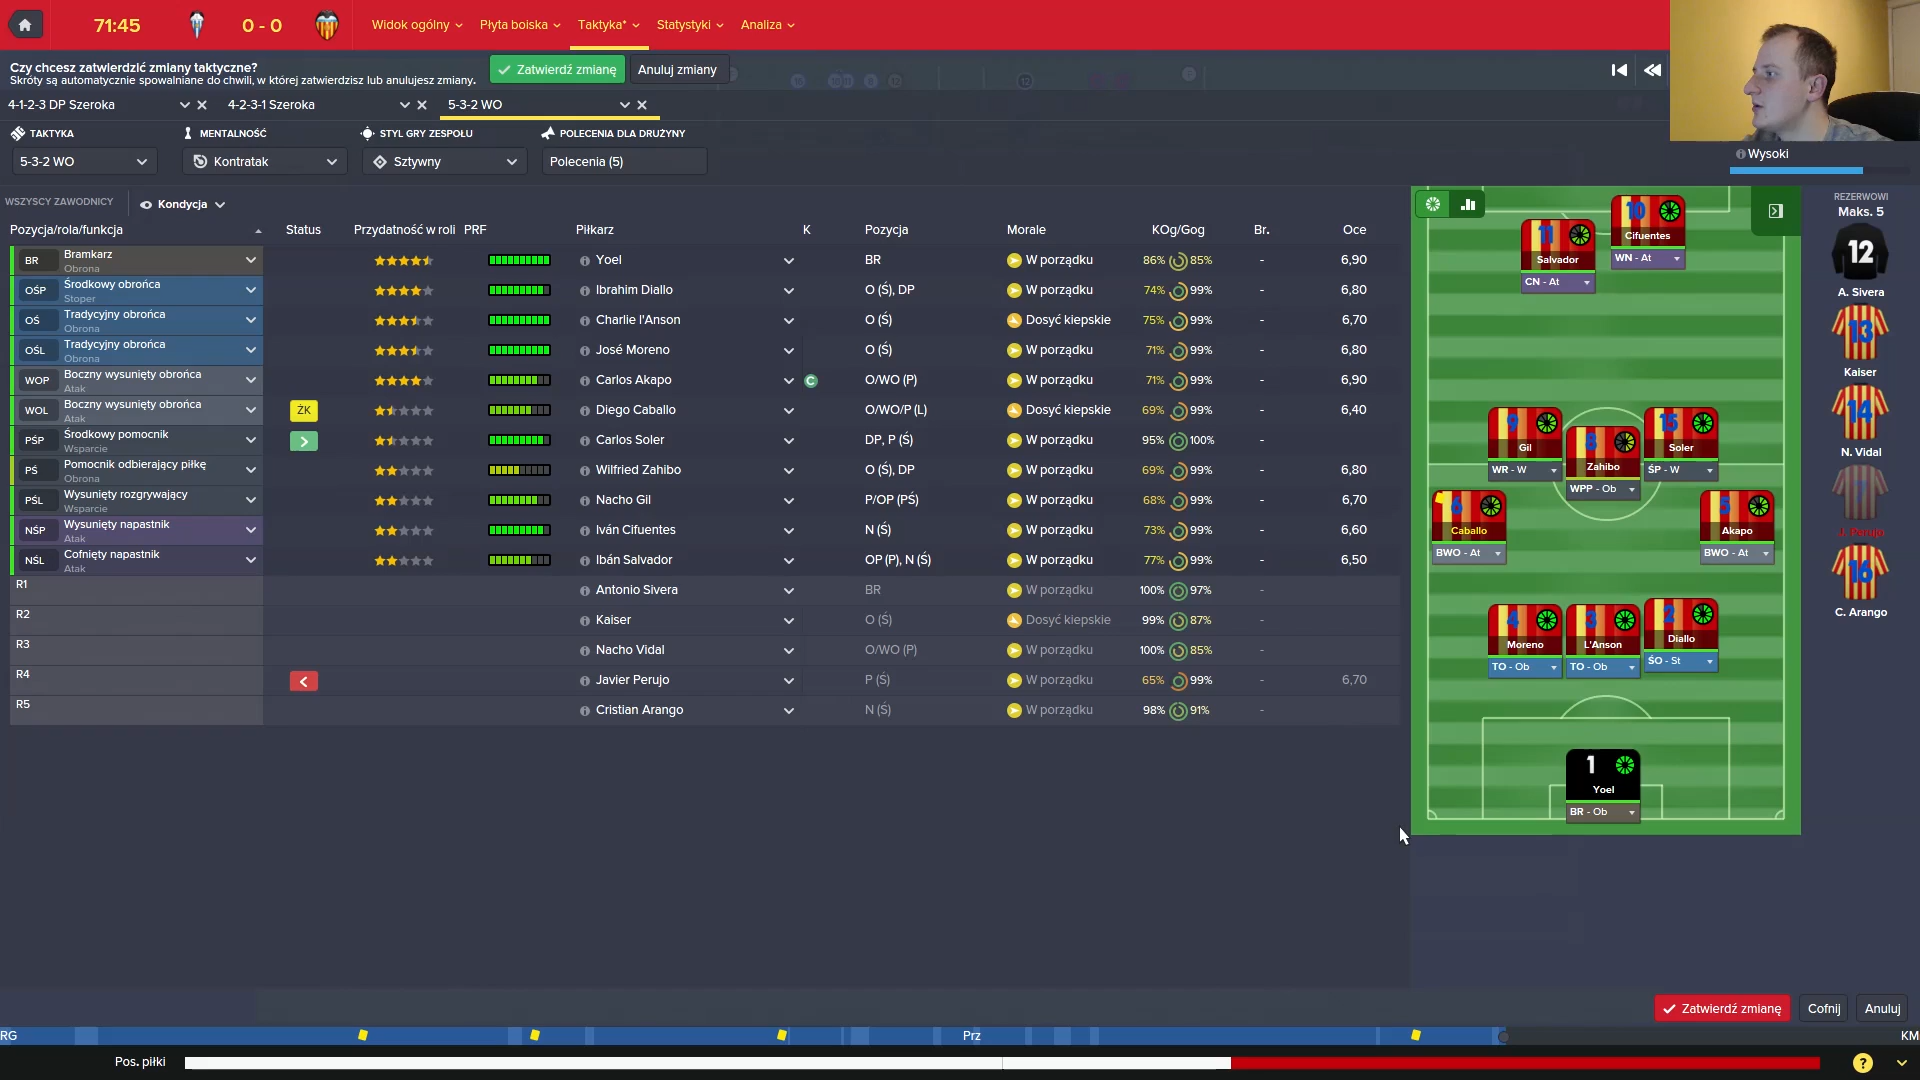 71:45
0 - 0
Widok ogólny
Płyta boiska
Taktyka*
Statystyki
Analiza
Czy chcesz zatwierdzić zmiany taktyczne?
Skróty są automatycznie spowalniane do chwili, w której zatwierdzisz lub anulujesz zmiany.
Zatwierdź zmianę
Anuluj zmiany
4-1-2-3 DP Szeroka
4-2-3-1 Szeroka
5-3-2 WO
TAKTYKA
MENTALNOŚĆ
STYL GRY ZESPOŁU
POLECENIA DLA DRUŻYNY
5-3-2 WO
Kontratak
Sztywny
Polecenia (5)
Wysoki
WSZYSCY ZAWODNICY
Kondycja
Pozycja/rola/funkcja Status Przydatność w roli PRF Piłkarz K Pozycja Morale KOg/Gog Br. Oce
BR Bramkarz Obrona Yoel BR W porządku 86% 85% - 6,90
OŚP Środkowy obrońca Stoper Ibrahim Diallo O (Ś), DP W porządku 74% 99% - 6,80
OŚ Tradycyjny obrońca Obrona Charlie I'Anson O (Ś) Dosyć kiepskie 75% 99% - 6,70
OŚL Tradycyjny obrońca Obrona José Moreno O (Ś) W porządku 71% 99% - 6,80
WOP Boczny wysunięty obrońca Atak Carlos Akapo C O/WO (P) W porządku 71% 99% - 6,90
WOL Boczny wysunięty obrońca Atak ŻK Diego Caballo O/WO/P (L) Dosyć kiepskie 69% 99% - 6,40
PŚP Środkowy pomocnik Wsparcie Carlos Soler DP, P (Ś) W porządku 95% 100% -
PŚ Pomocnik odbierający piłkę Obrona Wilfried Zahibo O (Ś), DP W porządku 69% 99% - 6,80
PŚL Wysunięty rozgrywający Wsparcie Nacho Gil P/OP (PŚ) W porządku 68% 99% - 6,70
NŚP Wysunięty napastnik Atak Iván Cifuentes N (Ś) W porządku 73% 99% - 6,60
NŚL Cofnięty napastnik Atak Ibán Salvador OP (P), N (Ś) W porządku 77% 99% - 6,50
R1 Antonio Sivera BR W porządku 100% 97% -
R2 Kaiser O (Ś) Dosyć kiepskie 99% 87% -
R3 Nacho Vidal O/WO (P) W porządku 100% 85% -
R4 Javier Perujo P (Ś) W porządku 65% 99% - 6,70
R5 Cristian Arango N (Ś) W porządku 98% 91% -
10
Cifuentes
WN - At
11
Salvador
CN - At
9
Gil
WR - W
8
Zahibo
WPP - Ob
15
Soler
ŚP - W
6
Caballo
BWO - At
5
Akapo
BWO - At
4
Moreno
TO - Ob
3
L'Anson
TO - Ob
2
Diallo
ŚO - St
1
Yoel
BR - Ob
REZERWOWI
Maks. 5
12
A. Sivera
13
Kaiser
14
N. Vidal
J. Perujo
16
C. Arango
Zatwierdź zmianę
Cofnij
Anuluj
RG
Prz
KM
Pos. piłki
?